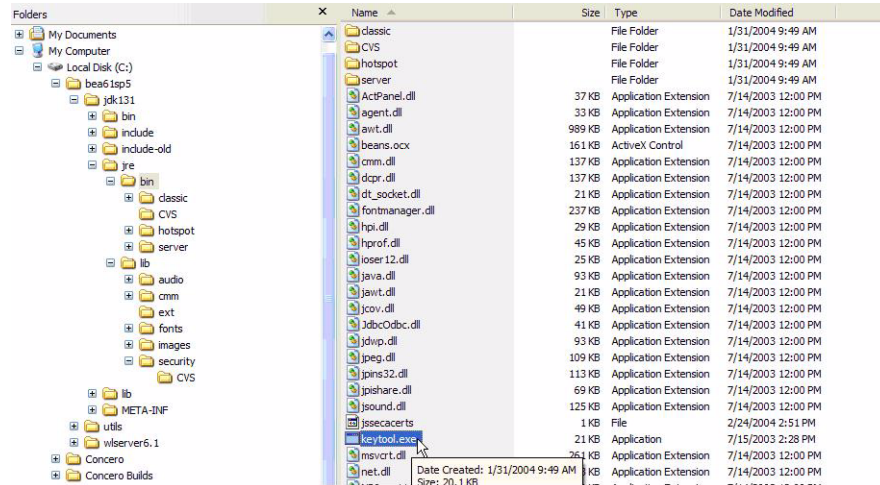 Folders
My Documents
My Computer
Local Disk (C:)
bea61sp5
jdk131
bin
include
include-old
jre
bin
classic
CVS
hotspot
server
lib
audio
cmm
ext
fonts
images
security
CVS
lib
META-INF
utils
wlserver6.1
Concero
Concero Builds
Name Size Type Date Modified
classic File Folder 1/31/2004 9:49 AM
CVS File Folder 1/31/2004 9:49 AM
hotspot File Folder 1/31/2004 9:49 AM
server File Folder 1/31/2004 9:49 AM
ActPanel.dll 37 KB Application Extension 7/14/2003 12:00 PM
agent.dll 33 KB Application Extension 7/14/2003 12:00 PM
awt.dll 989 KB Application Extension 7/14/2003 12:00 PM
beans.ocx 161 KB ActiveX Control 7/14/2003 12:00 PM
cmm.dll 137 KB Application Extension 7/14/2003 12:00 PM
dcpr.dll 137 KB Application Extension 7/14/2003 12:00 PM
dt_socket.dll 21 KB Application Extension 7/14/2003 12:00 PM
fontmanager.dll 237 KB Application Extension 7/14/2003 12:00 PM
hpi.dll 29 KB Application Extension 7/14/2003 12:00 PM
hprof.dll 45 KB Application Extension 7/14/2003 12:00 PM
ioser12.dll 25 KB Application Extension 7/14/2003 12:00 PM
java.dll 93 KB Application Extension 7/14/2003 12:00 PM
jawt.dll 21 KB Application Extension 7/14/2003 12:00 PM
jcov.dll 49 KB Application Extension 7/14/2003 12:00 PM
JdbcOdbc.dll 41 KB Application Extension 7/14/2003 12:00 PM
jdwp.dll 93 KB Application Extension 7/14/2003 12:00 PM
jpeg.dll 109 KB Application Extension 7/14/2003 12:00 PM
jpins32.dll 113 KB Application Extension 7/14/2003 12:00 PM
jpishare.dll 69 KB Application Extension 7/14/2003 12:00 PM
jsound.dll 125 KB Application Extension 7/14/2003 12:00 PM
jssecacerts 1 KB File 2/24/2004 2:51 PM
keytool.exe 21 KB Application 7/15/2003 2:28 PM
msvcrt.dll 261 KB Application Extension 7/14/2003 12:00 PM
net.dll KB Application Extension 7/14/2003 12:00 PM
Date Created: 1/31/2004 9:49 AM
Size: 20.1 KB